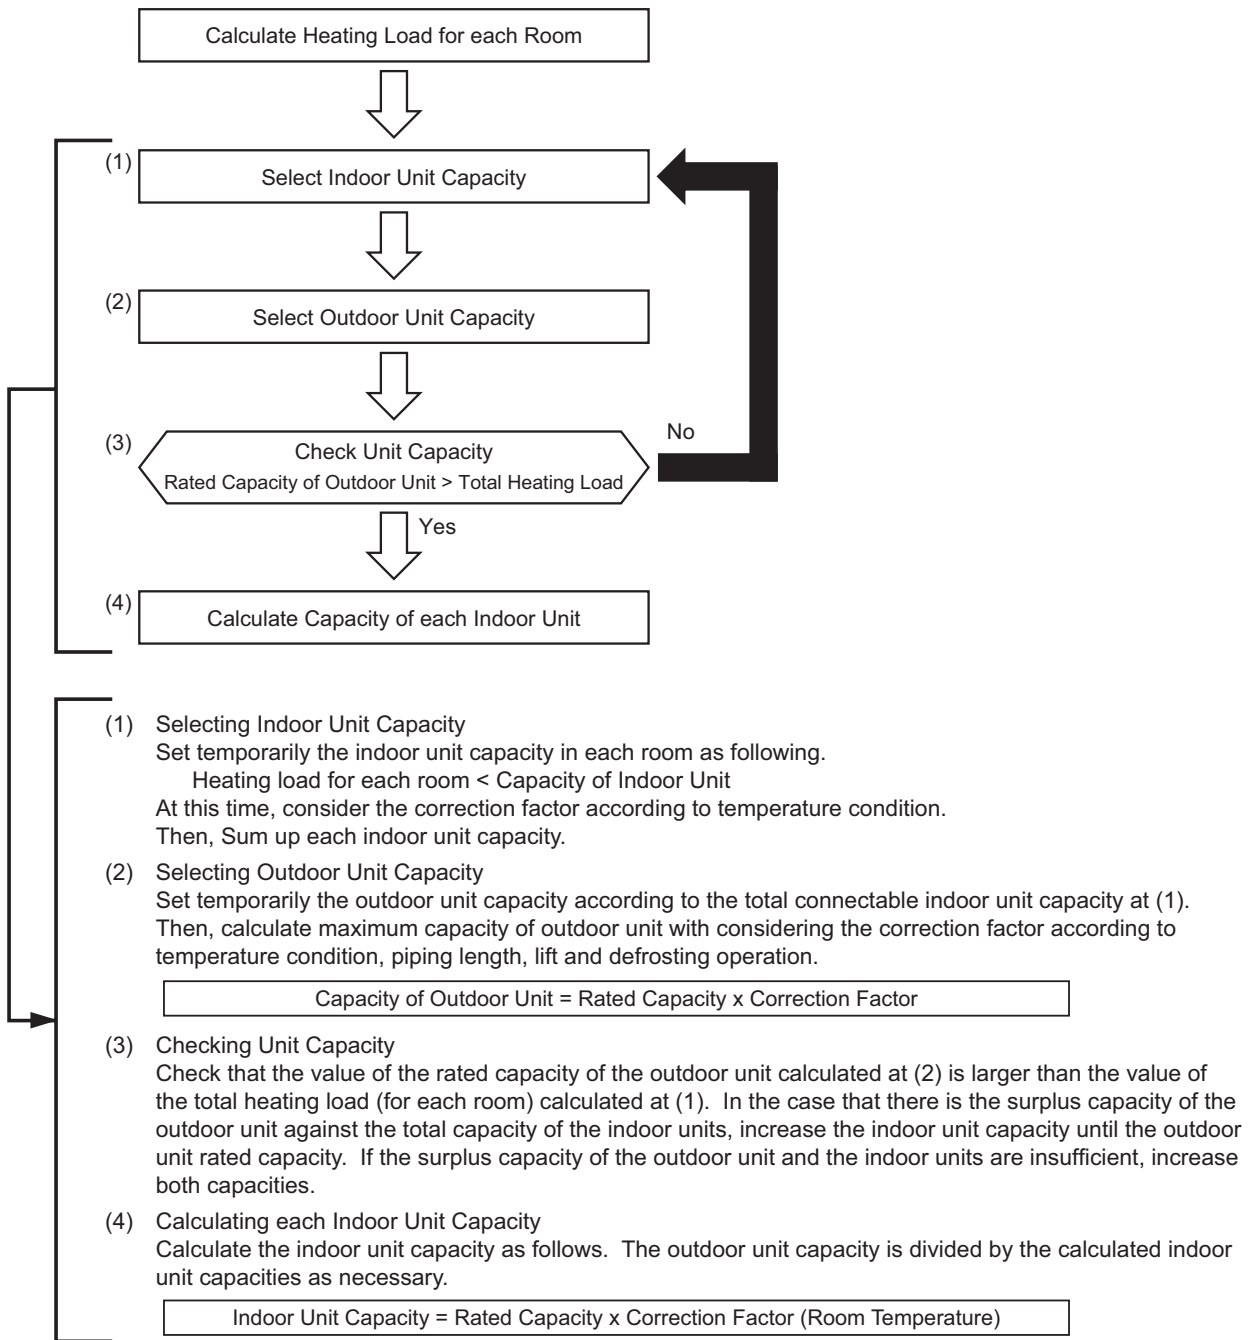 Calculate Heating Load for each Room
(1)
Select Indoor Unit Capacity
(2)
Select Outdoor Unit Capacity
(3)
Check Unit Capacity
Rated Capacity of Outdoor Unit > Total Heating Load
No
Yes
(4)
Calculate Capacity of each Indoor Unit
(1) Selecting Indoor Unit Capacity
Set temporarily the indoor unit capacity in each room as following.
Heating load for each room < Capacity of Indoor Unit
At this time, consider the correction factor according to temperature condition.
Then, Sum up each indoor unit capacity.
(2) Selecting Outdoor Unit Capacity
Set temporarily the outdoor unit capacity according to the total connectable indoor unit capacity at (1).
Then, calculate maximum capacity of outdoor unit with considering the correction factor according to
temperature condition, piping length, lift and defrosting operation.
Capacity of Outdoor Unit = Rated Capacity x Correction Factor
(3) Checking Unit Capacity
Check that the value of the rated capacity of the outdoor unit calculated at (2) is larger than the value of
the total heating load (for each room) calculated at (1). In the case that there is the surplus capacity of the
outdoor unit against the total capacity of the indoor units, increase the indoor unit capacity until the outdoor
unit rated capacity. If the surplus capacity of the outdoor unit and the indoor units are insufficient, increase
both capacities.
(4) Calculating each Indoor Unit Capacity
Calculate the indoor unit capacity as follows. The outdoor unit capacity is divided by the calculated indoor
unit capacities as necessary.
Indoor Unit Capacity = Rated Capacity x Correction Factor (Room Temperature)